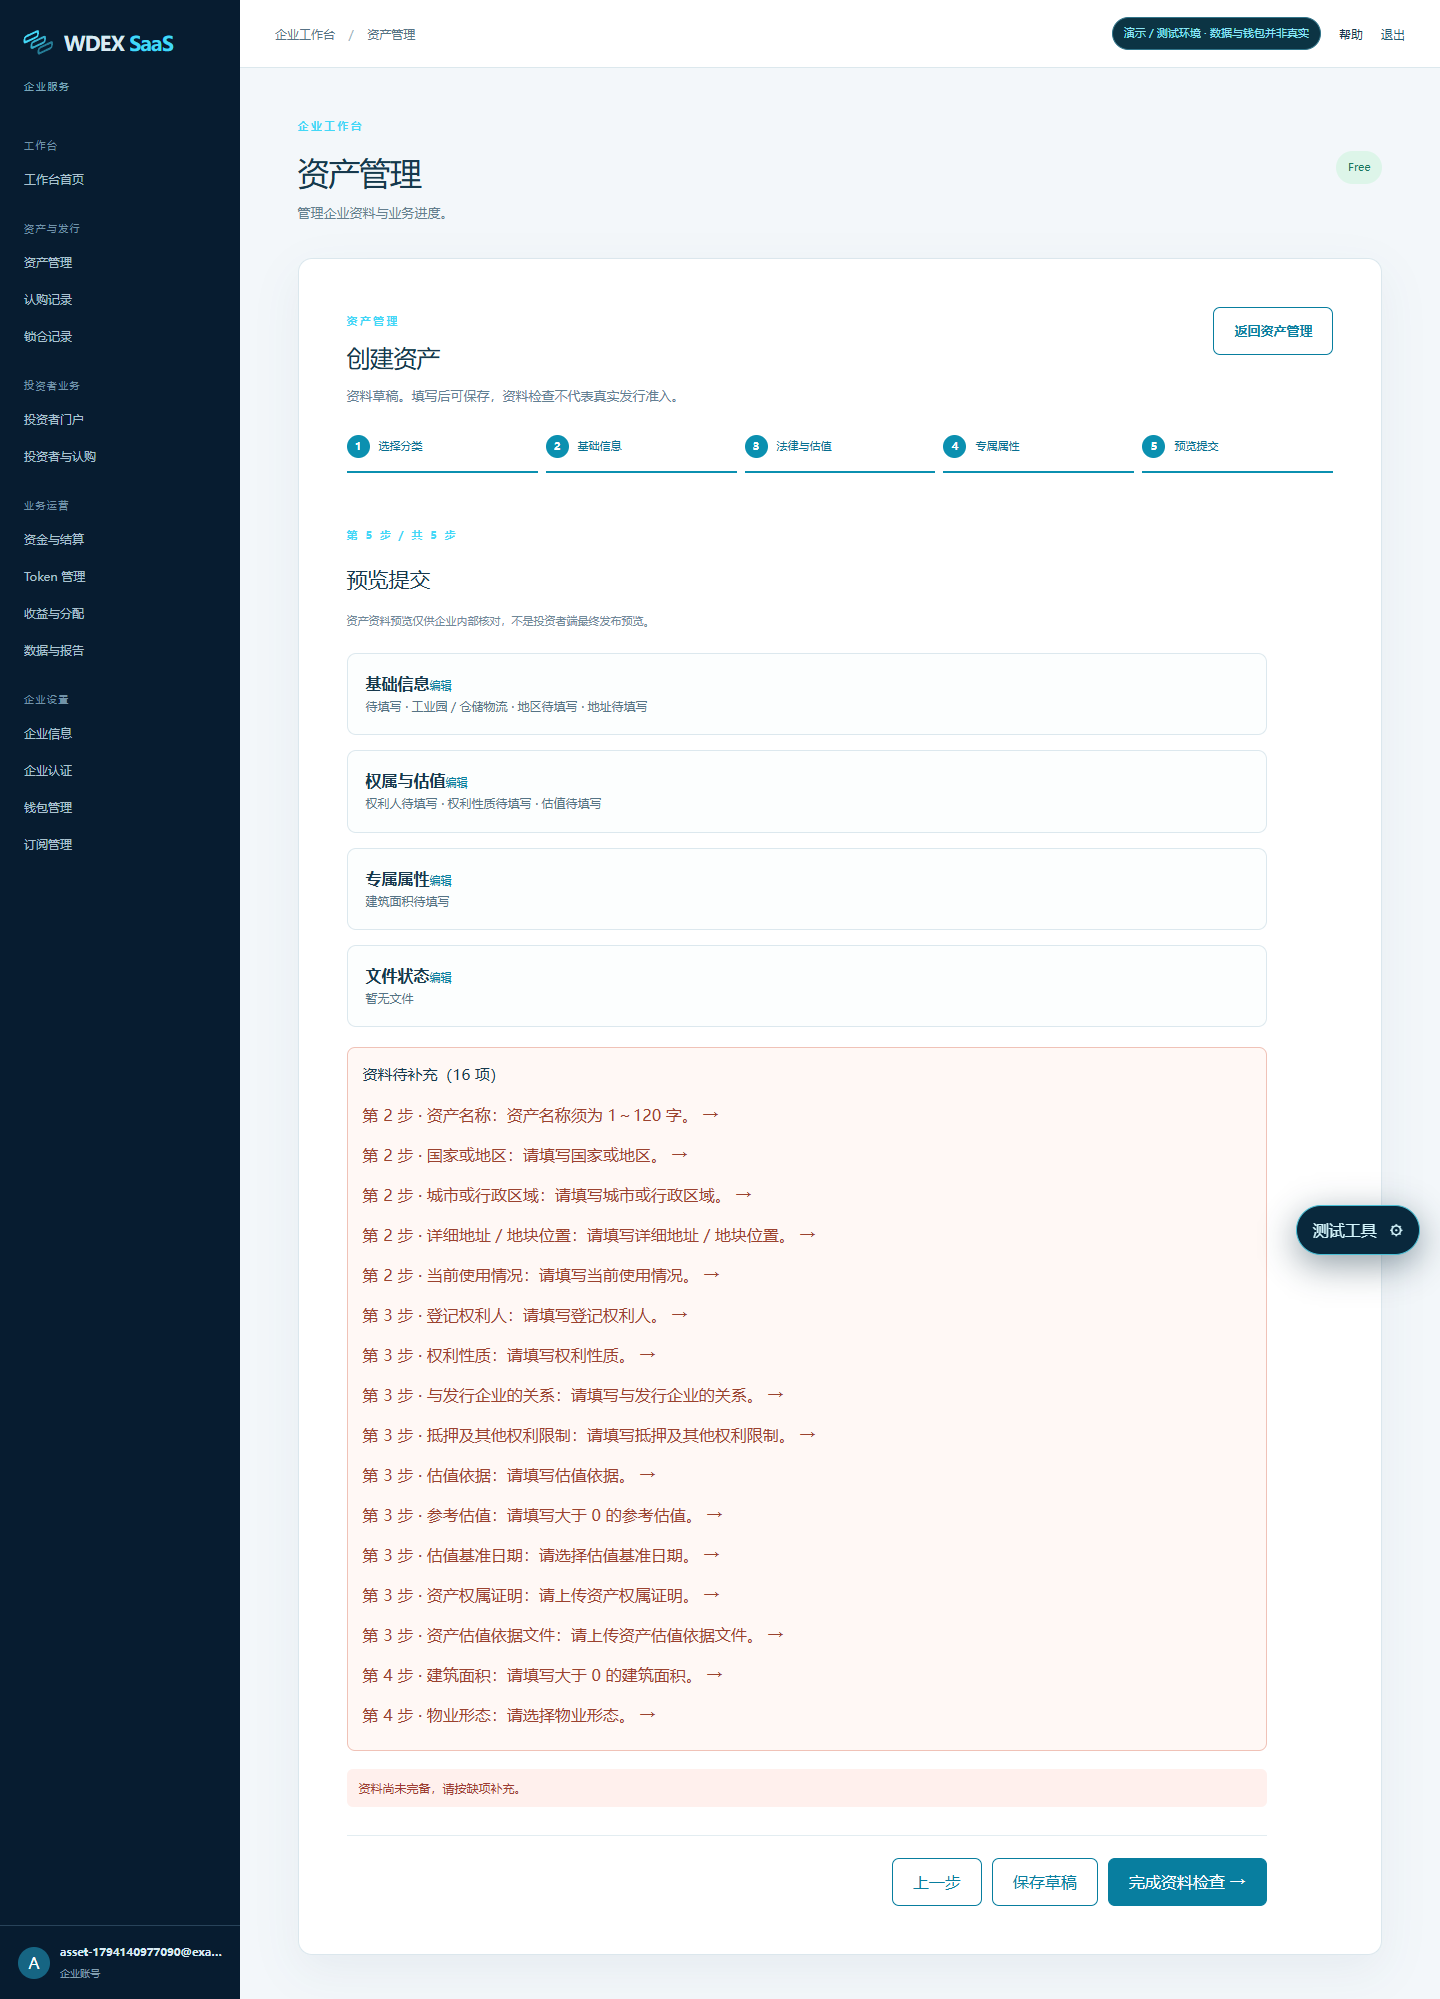 WDEX SaaS
企业服务
工作台
工作台首页
资产与发行
资产管理
认购记录
锁仓记录
投资者业务
投资者门户
投资者与认购
业务运营
资金与结算
Token 管理
收益与分配
数据与报告
企业设置
企业信息
企业认证
钱包管理
订阅管理
A
asset-1794140977090@exa...
企业账号
企业工作台 / 资产管理
演示 / 测试环境 · 数据与钱包并非真实
帮助
退出
企业工作台
资产管理
管理企业资料与业务进度。
Free
资产管理
创建资产
资料草稿。填写后可保存，资料检查不代表真实发行准入。
返回资产管理
1 选择分类
2 基础信息
3 法律与估值
4 专属属性
5 预览提交
第 5 步 / 共 5 步
预览提交
资产资料预览仅供企业内部核对，不是投资者端最终发布预览。
基础信息编辑
待填写 · 工业园 / 仓储物流 · 地区待填写 · 地址待填写
权属与估值编辑
权利人待填写 · 权利性质待填写 · 估值待填写
专属属性编辑
建筑面积待填写
文件状态编辑
暂无文件
资料待补充（16 项）
第 2 步 · 资产名称：资产名称须为 1～120 字。 →
第 2 步 · 国家或地区：请填写国家或地区。 →
第 2 步 · 城市或行政区域：请填写城市或行政区域。 →
第 2 步 · 详细地址 / 地块位置：请填写详细地址 / 地块位置。 →
第 2 步 · 当前使用情况：请填写当前使用情况。 →
第 3 步 · 登记权利人：请填写登记权利人。 →
第 3 步 · 权利性质：请填写权利性质。 →
第 3 步 · 与发行企业的关系：请填写与发行企业的关系。 →
第 3 步 · 抵押及其他权利限制：请填写抵押及其他权利限制。 →
第 3 步 · 估值依据：请填写估值依据。 →
第 3 步 · 参考估值：请填写大于 0 的参考估值。 →
第 3 步 · 估值基准日期：请选择估值基准日期。 →
第 3 步 · 资产权属证明：请上传资产权属证明。 →
第 3 步 · 资产估值依据文件：请上传资产估值依据文件。 →
第 4 步 · 建筑面积：请填写大于 0 的建筑面积。 →
第 4 步 · 物业形态：请选择物业形态。 →
资料尚未完备，请按缺项补充。
上一步
保存草稿
完成资料检查 →
测试工具 ⚙